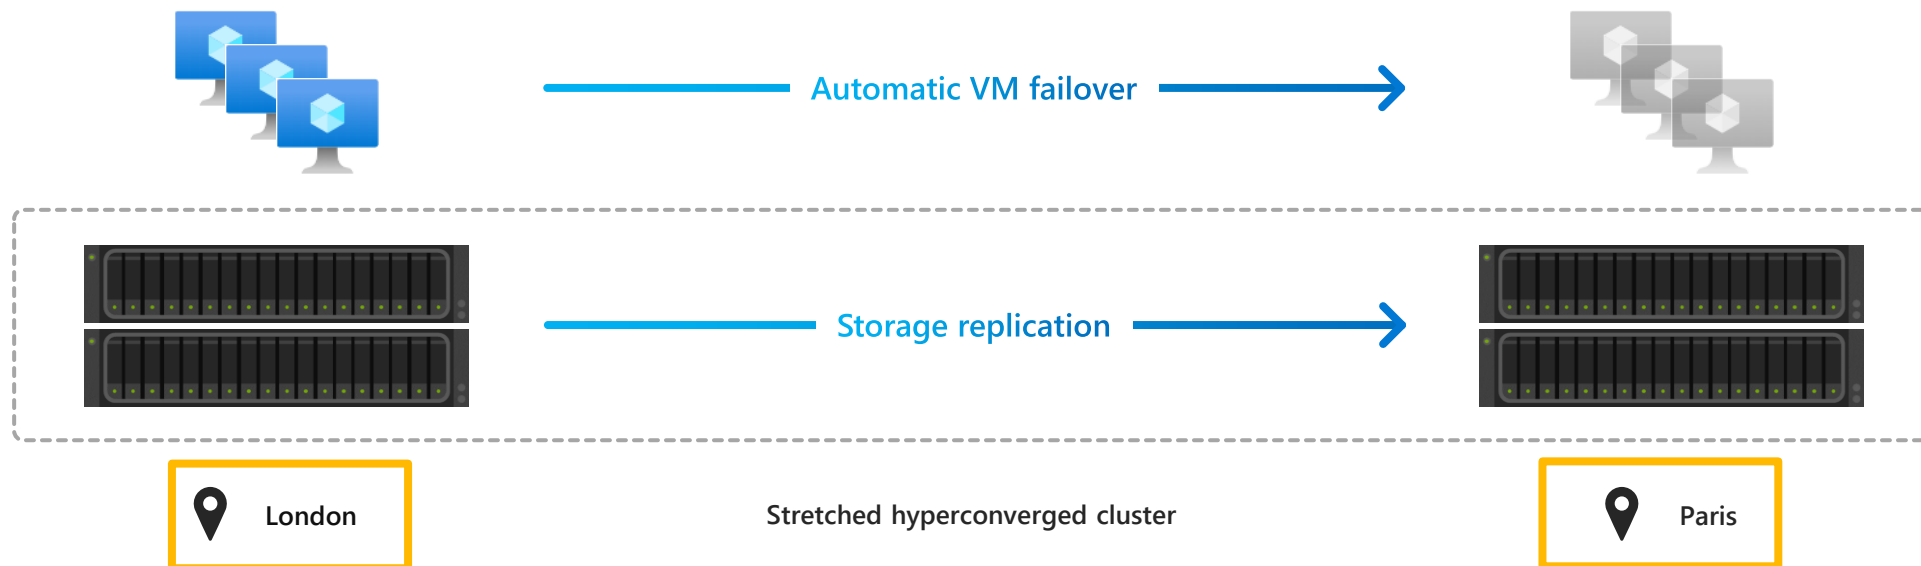 Automatic VM failover
Storage replication
London
Stretched hyperconverged cluster
Paris